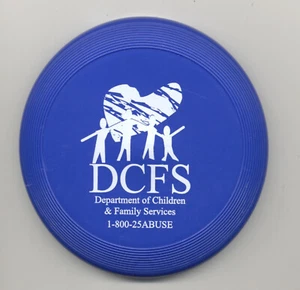 DCFS
Department of Children
& Family Services
1-800-25ABUSE